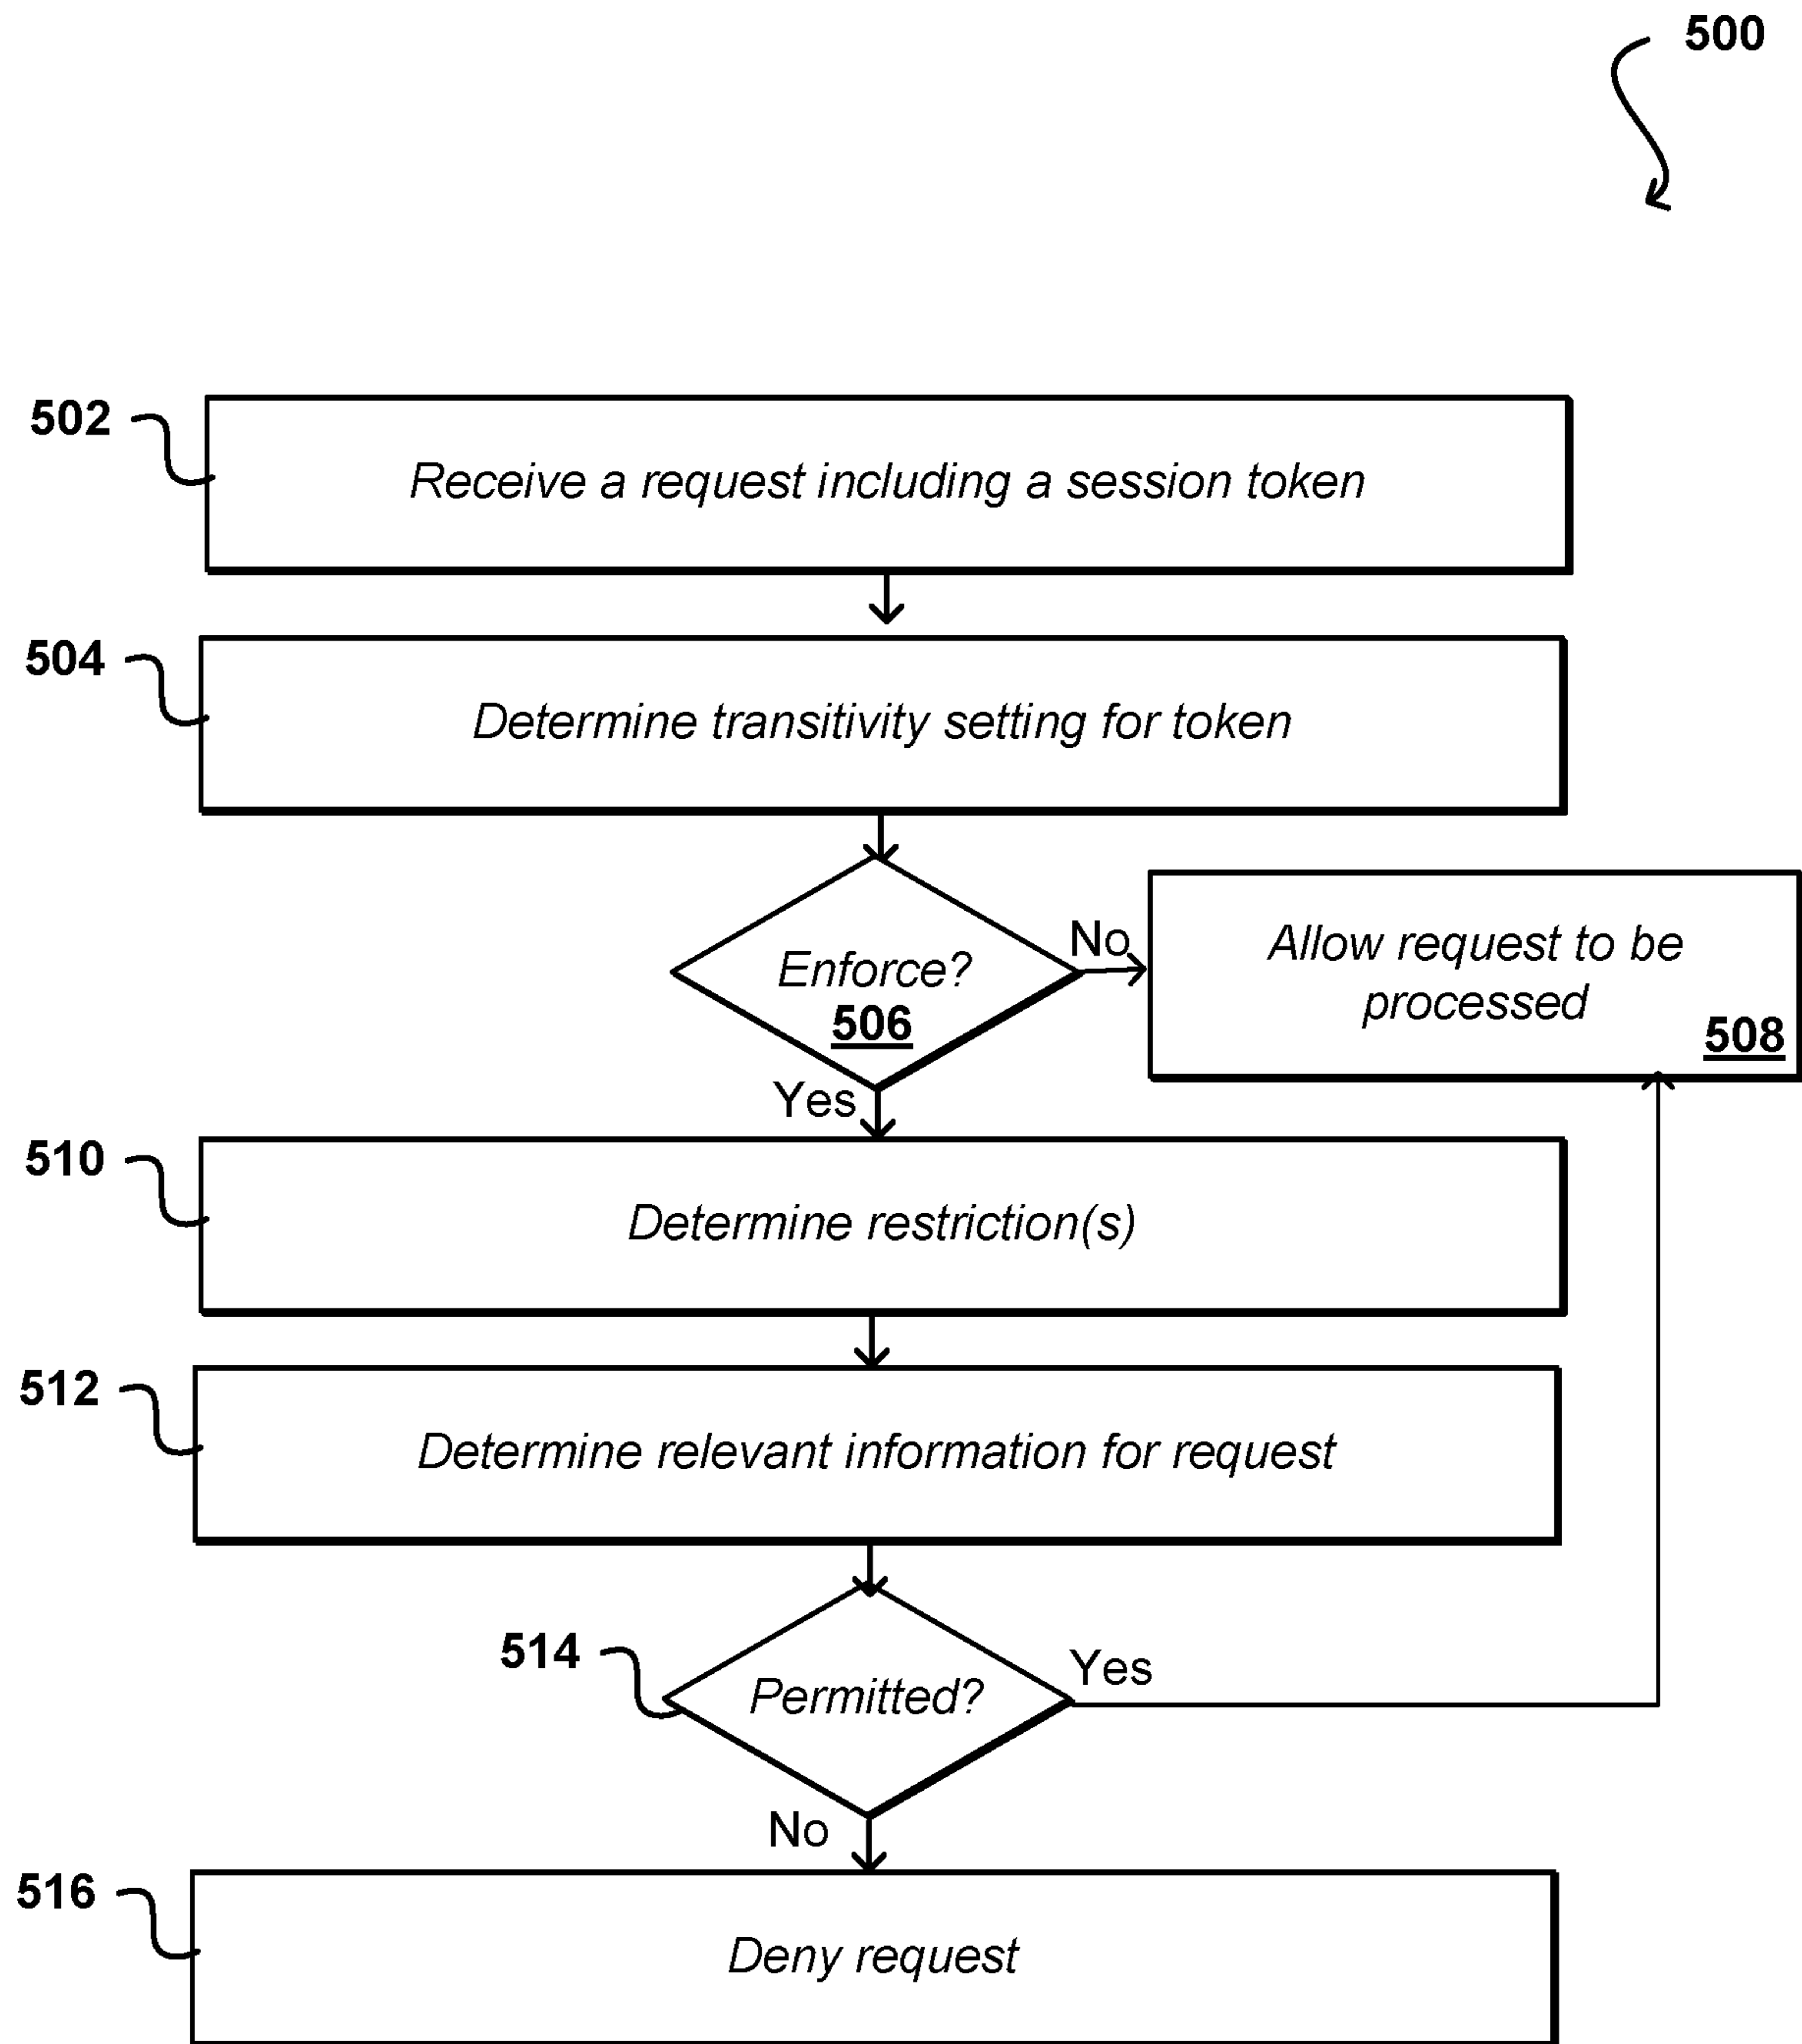 500
502
Receive a request including a session token
504
Determine transitivity setting for token
Enforce?
506
No
Allow request to be
processed
508
Yes
510
Determine restriction(s)
512
Determine relevant information for request
514
Permitted?
Yes
No
516
Deny request